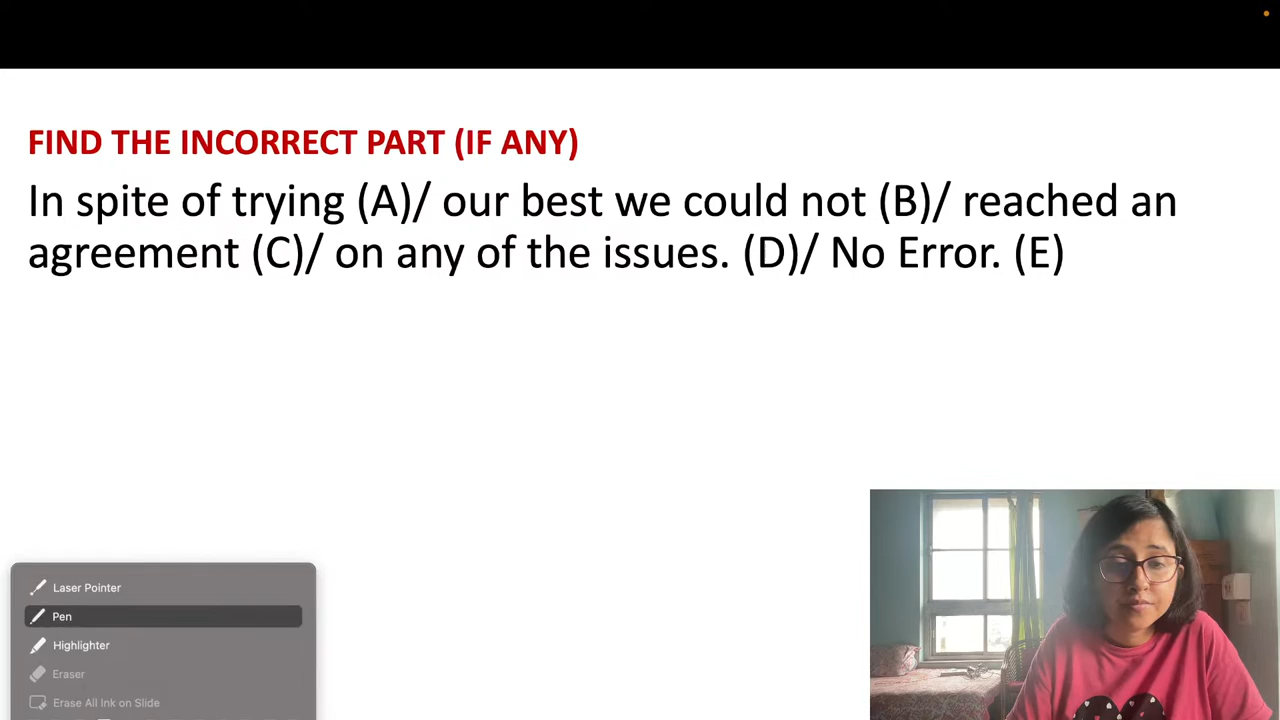 FIND THE INCORRECT PART (IF ANY)
In spite of trying (A)/ our best we could not (B)/ reached an
agreement (C)/ on any of the issues. (D)/ No Error. (E)
Laser Pointer
Pen
Highlighter
Eraser
Erase All Ink on Slide